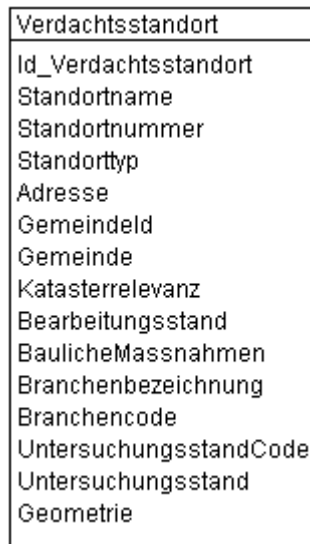 Verdachtsstandort
Id_Verdachtsstandort
Standortname
Standortnummer
Standorttyp
Adresse
GemeindeId
Gemeinde
Katasterrelevanz
Bearbeitungsstand
BaulicheMassnahmen
Branchenbezeichnung
Branchencode
UntersuchungsstandCode
Untersuchungsstand
Geometrie